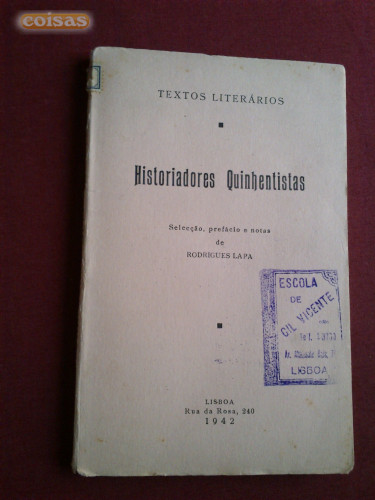 coisas
TEXTOS LITERÁRIOS
Historiadores Quinhentistas
Selecção, prefácio e notas
de
RODRIGUES LAPA
ESCOLA
DE
GIL VICENTE
LISBOA
LISBOA
Rua da Rosa, 240
1942